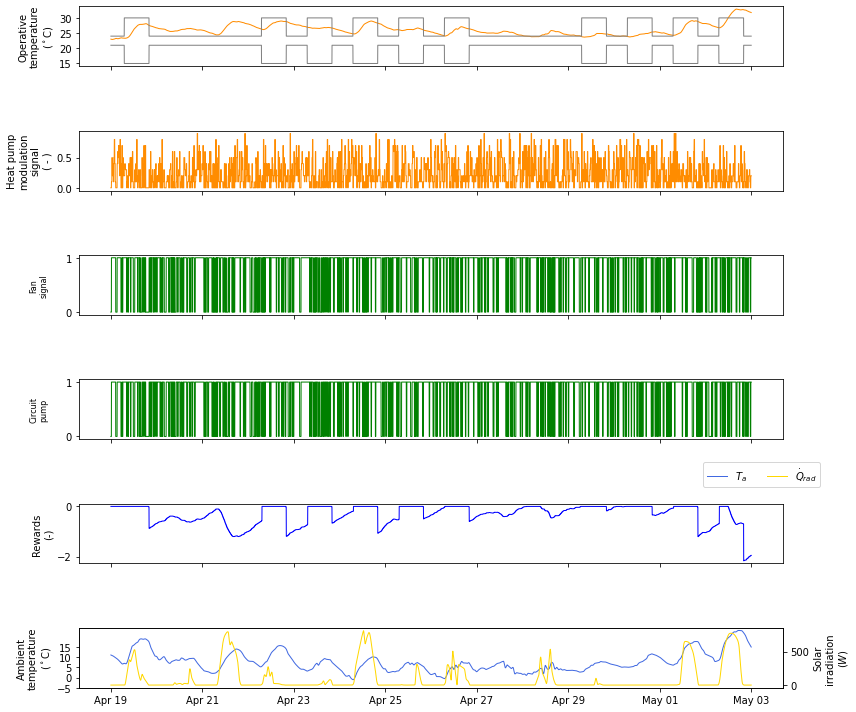 Operative
temperature
(°C)
30
25
20
15
Heat pump
modulation
signal
( - )
0.5
0.0
Fan
signal
1
0
Circuit
pump
1
0
T_a
Q̇_rad
Rewards
(-)
0
−2
Ambient
temperature
(°C)
15
10
5
0
−5
500
0
Solar
irradiation
(W)
Apr 19
Apr 21
Apr 23
Apr 25
Apr 27
Apr 29
May 01
May 03